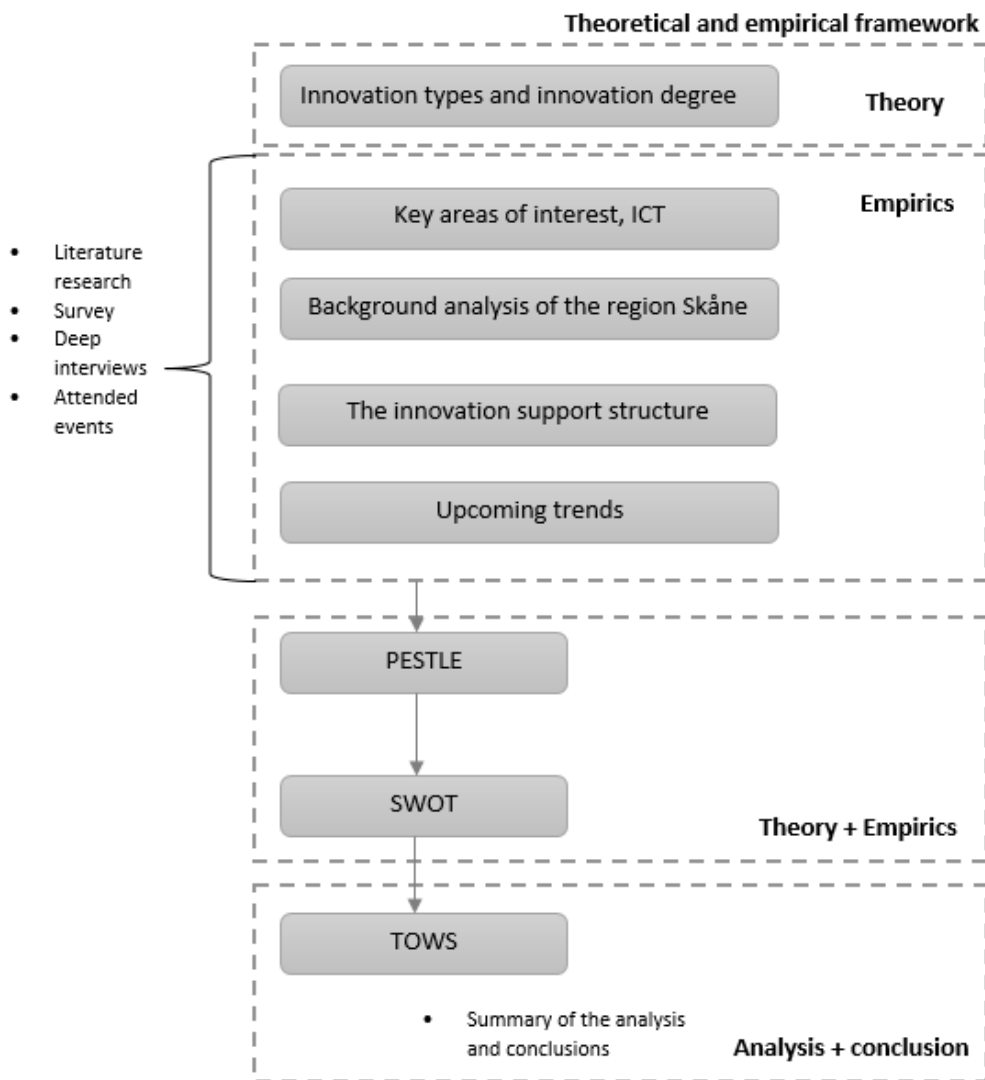 Theoretical and empirical framework
Innovation types and innovation degree
Theory
Empirics
Key areas of interest, ICT
• Literature
research
• Survey
• Deep
interviews
• Attended
events
Background analysis of the region Skåne
The innovation support structure
Upcoming trends
PESTLE
SWOT
Theory + Empirics
TOWS
• Summary of the analysis
and conclusions
Analysis + conclusion